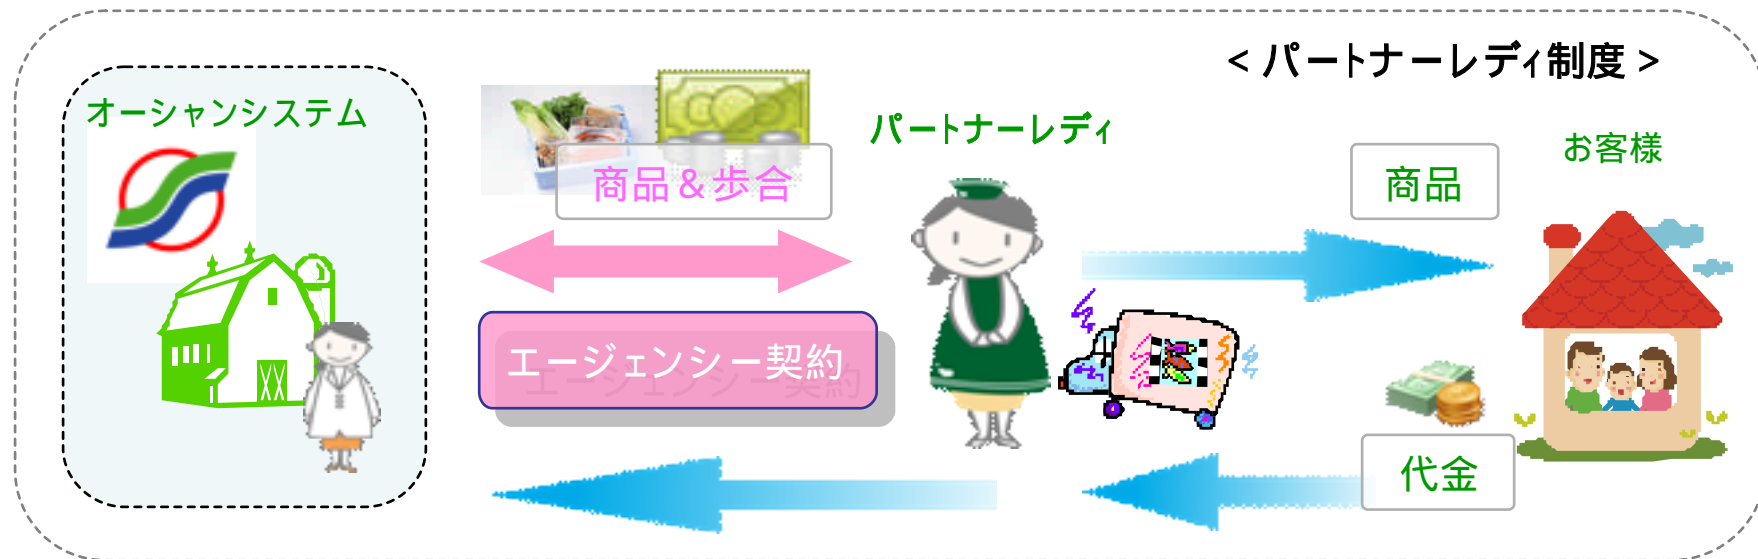 ＜パートナーレディ制度＞
オーシャンシステム
パートナーレディ
お客様
商品＆歩合
商品
エージェンシー契約
代金